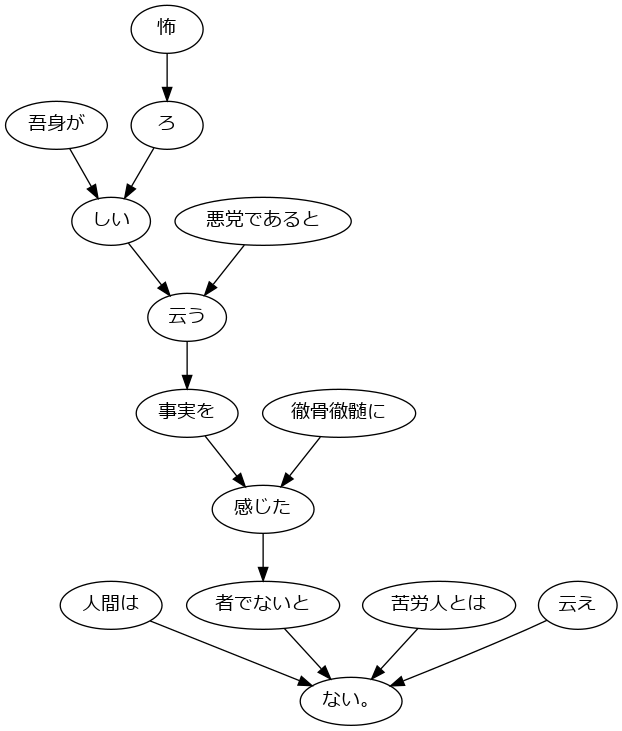 怖
吾身が
ろ
しい
悪党であると
云う
事実を
徹骨徹髄に
感じた
人間は
者でないと
苦労人とは
云え
ない。